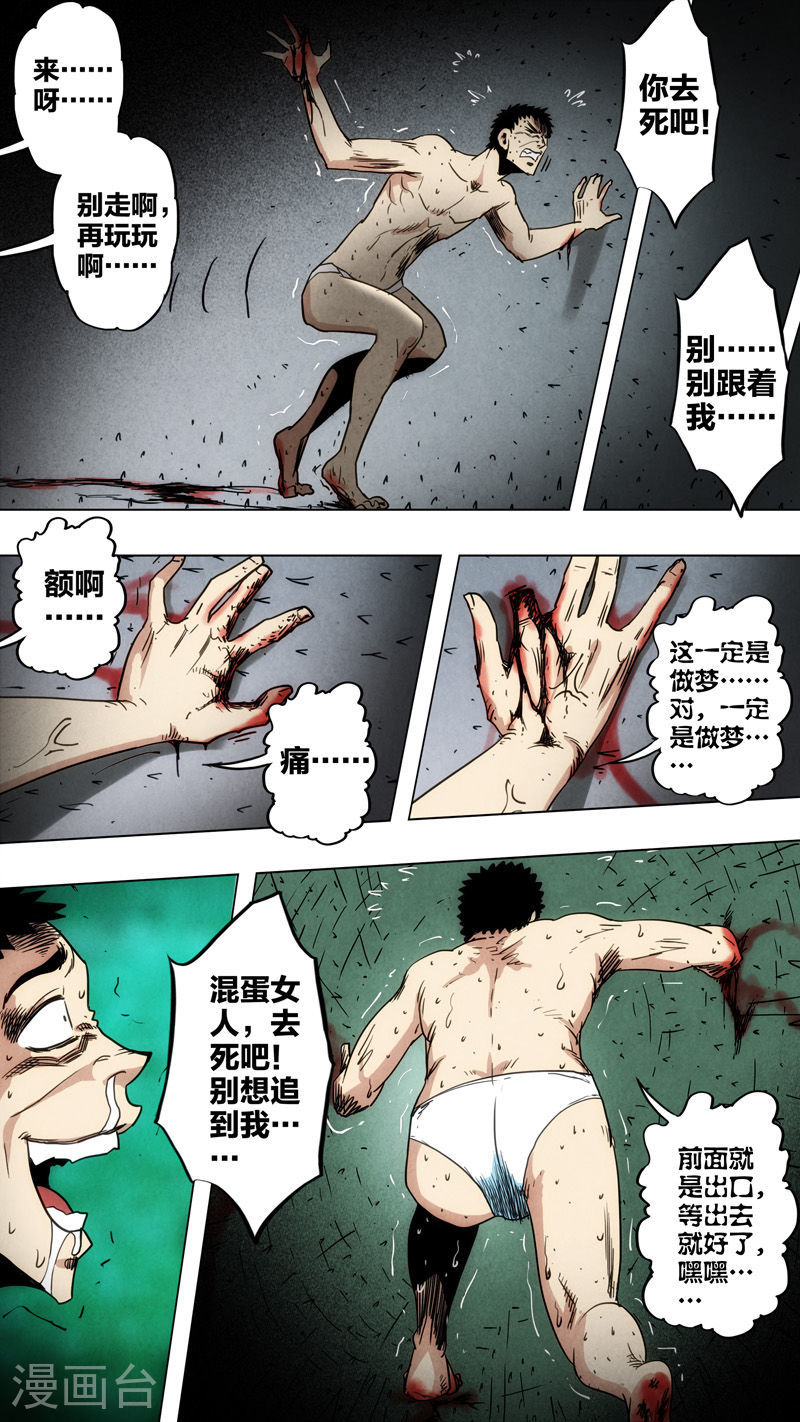 来……
呀……
别走啊，
再玩玩
啊……
你去
死吧！
别……
别跟着
我……
额啊
……
痛……
这一定是
做梦……
对，一定
是做梦…
…
混蛋女
人，去
死吧！
别想追
到我…
…
前面就
是出口，
等出去
就好了，
嘿嘿…
…
漫画台